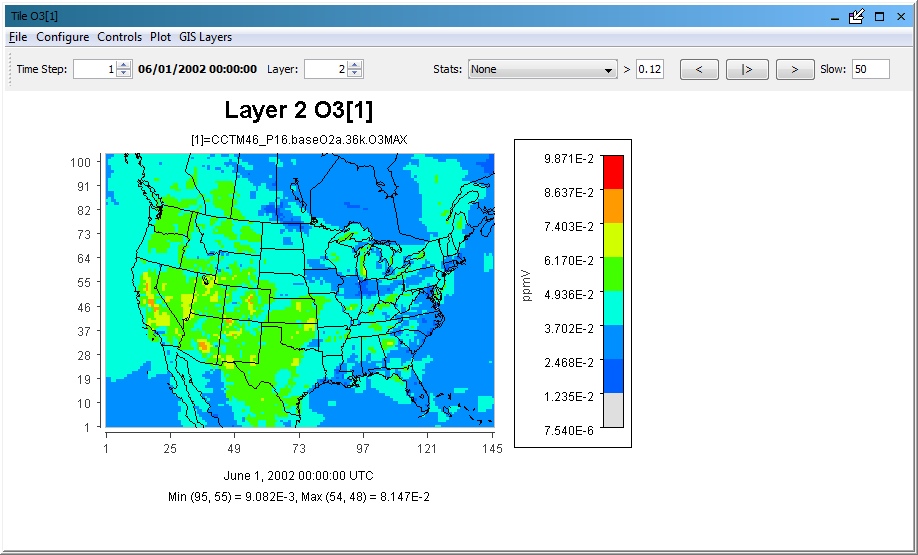 Tile O3[1]
File Configure Controls Plot GIS Layers
Time Step: 1 06/01/2002 00:00:00 Layer: 2 Stats: None > 0.12 < |> > Slow: 50
Layer 2 O3[1]
[1]=CCTM46_P16.baseO2a.36k.O3MAX
100
91
82
73
64
55
46
37
28
19
10
1
1 25 49 73 97 121 145
ppmV
9.871E-2
8.637E-2
7.403E-2
6.170E-2
4.936E-2
3.702E-2
2.468E-2
1.235E-2
7.540E-6
June 1, 2002 00:00:00 UTC
Min (95, 55) = 9.082E-3, Max (54, 48) = 8.147E-2